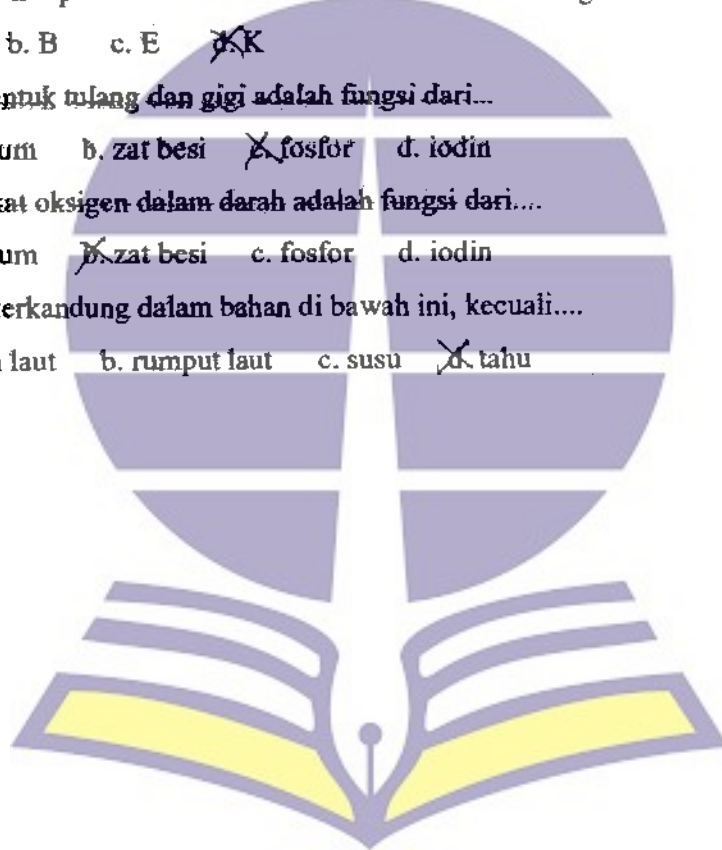 b. B c. E d. K
ntuk tulang dan gigi adalah fungsi dari...
um b. zat besi c. fosfor d. iodin
at oksigen dalam darah adalah fungsi dari....
um b. zat besi c. fosfor d. iodin
erkandung dalam bahan di bawah ini, kecuali....
laut b. rumput laut c. susu d. tahu